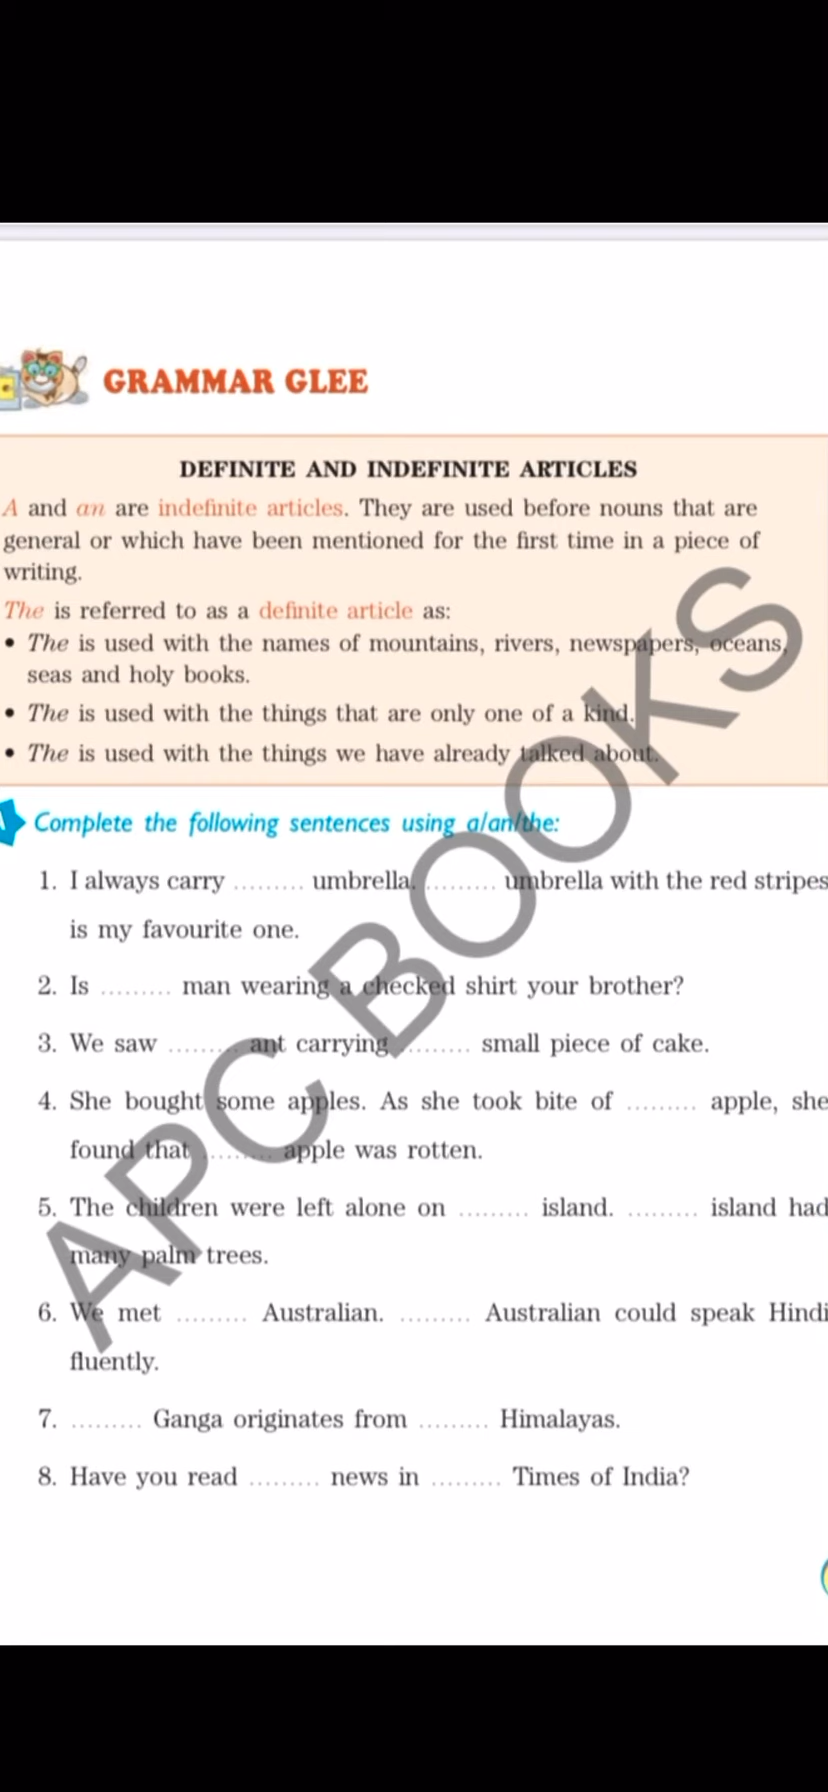 GRAMMAR GLEE
DEFINITE AND INDEFINITE ARTICLES
A and an are indefinite articles. They are used before nouns that are
general or which have been mentioned for the first time in a piece of
writing.
The is referred to as a definite article as:
• The is used with the names of mountains, rivers, newspapers, oceans,
seas and holy books.
• The is used with the things that are only one of a kind.
• The is used with the things we have already talked about.
Complete the following sentences using a/an/the:
1. I always carry ......... umbrella. ......... umbrella with the red stripes
is my favourite one.
2. Is ......... man wearing a checked shirt your brother?
3. We saw ......... ant carrying ......... small piece of cake.
4. She bought some apples. As she took bite of ......... apple, she
found that ......... apple was rotten.
5. The children were left alone on ......... island. ......... island had
many palm trees.
6. We met ......... Australian. ......... Australian could speak Hindi
fluently.
7. ......... Ganga originates from ......... Himalayas.
8. Have you read ......... news in ......... Times of India?
APC BOOKS